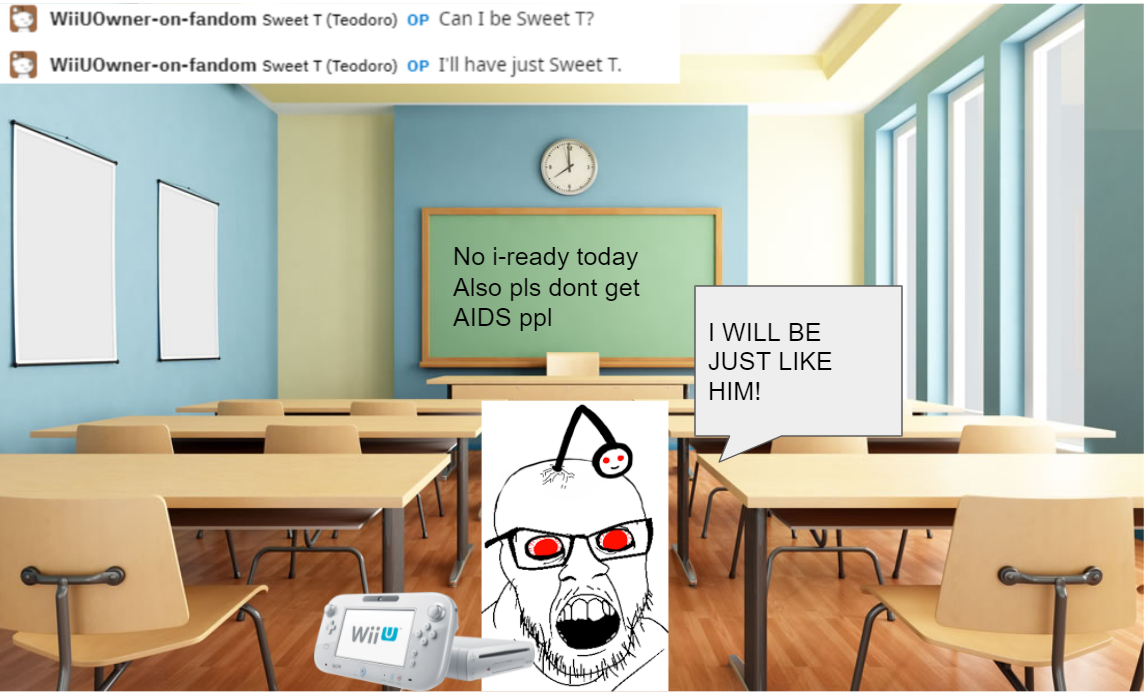 WiiUOwner-on-fandom Sweet T (Teodoro) OP Can I be Sweet T?
WiiUOwner-on-fandom Sweet T (Teodoro) OP I'll have just Sweet T.
No i-ready today
Also pls dont get
AIDS ppl
I WILL BE
JUST LIKE
HIM!
Wii U